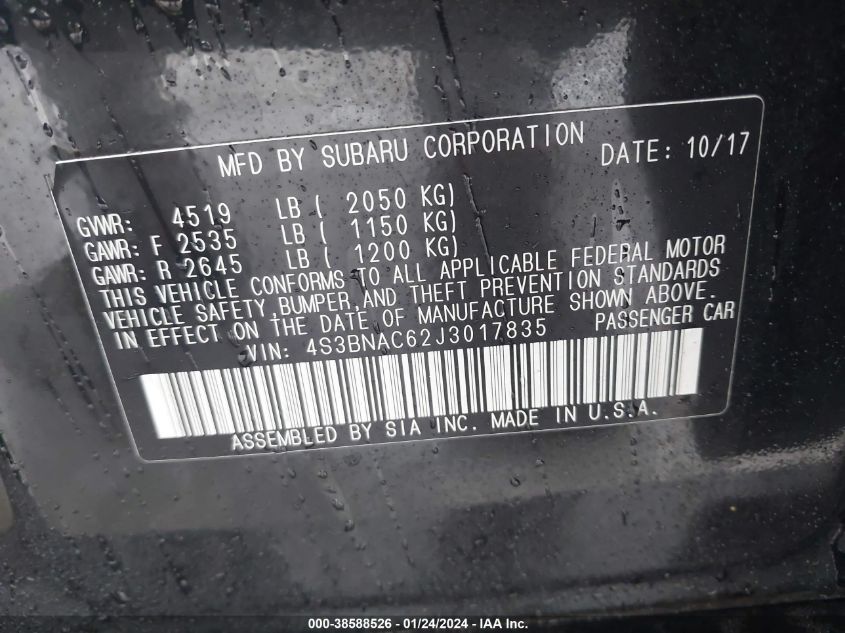 MFD BY SUBARU CORPORATION DATE: 10/17
GVWR: 4519 LB ( 2050 KG)
GAWR: F 2535 LB ( 1150 KG)
GAWR: R 2645 LB ( 1200 KG)
THIS VEHICLE CONFORMS TO ALL APPLICABLE FEDERAL MOTOR
VEHICLE SAFETY,BUMPER,AND THEFT PREVENTION STANDARDS
IN EFFECT ON THE DATE OF MANUFACTURE SHOWN ABOVE.
VIN: 4S3BNAC62J3017835 PASSENGER CAR
ASSEMBLED BY SIA INC. MADE IN U.S.A.
000-38588526 - 01/24/2024 - IAA Inc.